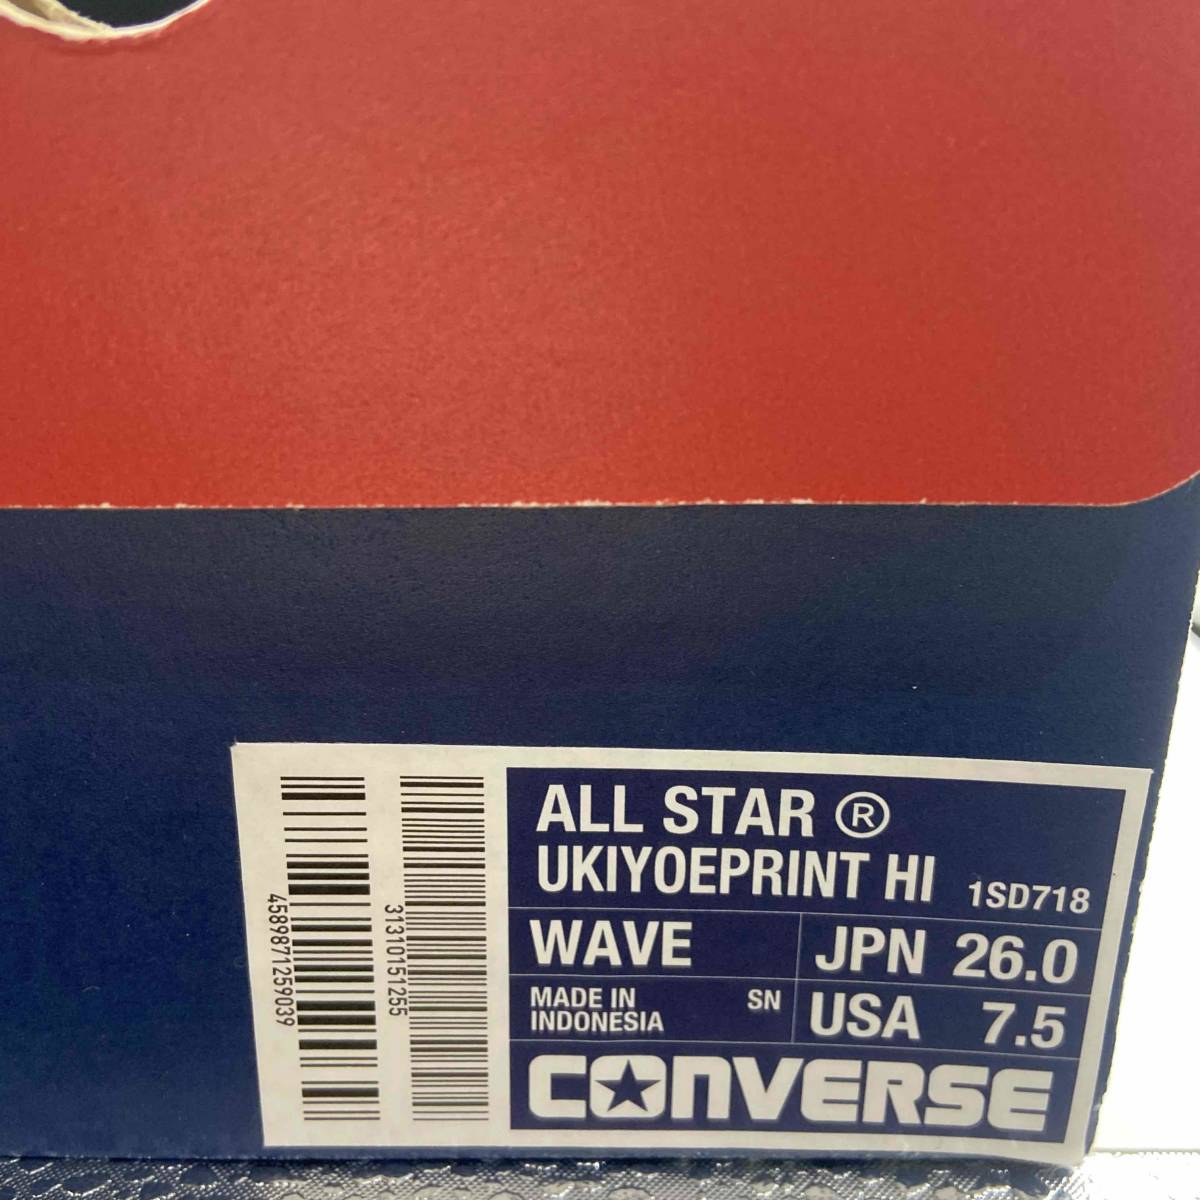 ALL STAR ®
UKIYOEPRINT HI 1SD718
WAVE JPN 26.0
MADE IN INDONESIA SN USA 7.5
CONVERSE
4589871259039
31310151255